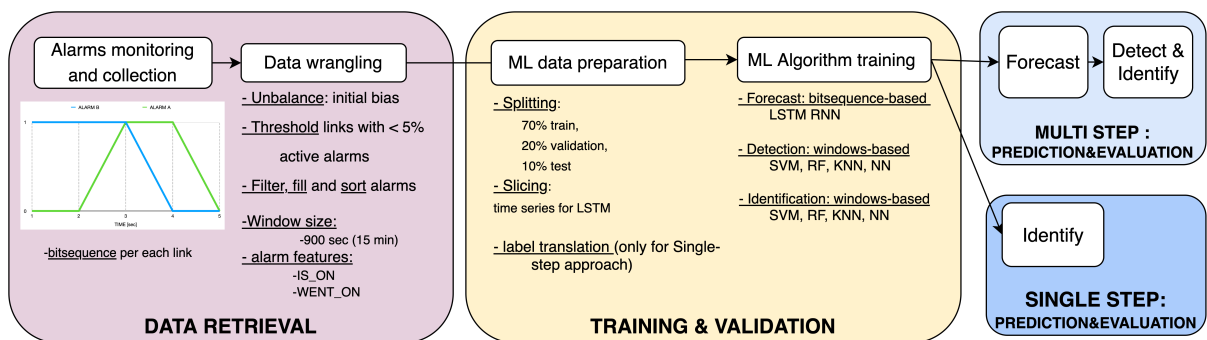 Alarms monitoring
and collection
— ALARM B — ALARM A
1
0
1 2 3 4 5
TIME [sec]
-bitsequence per each link
Data wrangling
- Unbalance: initial bias
- Threshold links with < 5%
active alarms
- Filter, fill and sort alarms
-Window size:
-900 sec (15 min)
- alarm features:
-IS_ON
-WENT_ON
DATA RETRIEVAL
ML data preparation
- Splitting:
70% train,
20% validation,
10% test
- Slicing:
time series for LSTM
- label translation (only for Single-
step approach)
ML Algorithm training
- Forecast: bitsequence-based
LSTM RNN
- Detection: windows-based
SVM, RF, KNN, NN
- Identification: windows-based
SVM, RF, KNN, NN
TRAINING & VALIDATION
Forecast
Detect &
Identify
MULTI STEP :
PREDICTION&EVALUATION
Identify
SINGLE STEP:
PREDICTION&EVALUATION